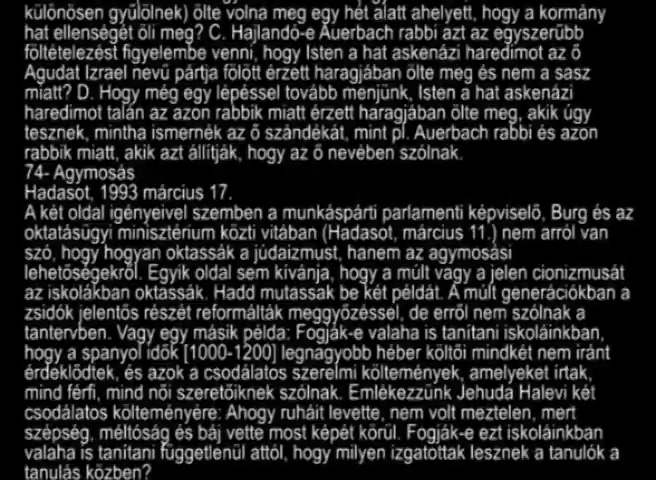 különösen gyűlölnek) ölte volna meg egy hét alatt ahelyett, hogy a kormány
hat ellenségét öli meg? C. Hajlandó-e Auerbach rabbi azt az egyszerűbb
föltételezést figyelembe venni, hogy Isten a hat askenázi haredimot az ő
Agudat Izrael nevű pártja fölött érzett haragjában ölte meg és nem a sasz
miatt? D. Hogy még egy lépéssel tovább menjünk, Isten a hat askenázi
haredimot talán az azon rabbik miatt érzett haragjában ölte meg, akik úgy
tesznek, mintha ismernék az ő szándékát, mint pl. Auerbach rabbi és azon
rabbik miatt, akik azt állítják, hogy az ő nevében szólnak.
74- Agymosás
Hadasot, 1993 március 17.
A két oldal igényeivel szemben a munkáspárti parlamenti képviselő, Burg és az
oktatásügyi minisztérium közti vitában (Hadasot, március 11.) nem arról van
szó, hogy hogyan oktassák a júdaizmust, hanem az agymosási
lehetőségekről. Egyik oldal sem kívánja, hogy a múlt vagy a jelen cionizmusát
az iskolákban oktassák. Hadd mutassak be két példát. A múlt generációkban a
zsidók jelentős részét reformálták meggyőzéssel, de erről nem szólnak a
tantervben. Vagy egy másik példa: Fogják-e valaha is tanítani iskoláinkban,
hogy a spanyol idők [1000-1200] legnagyobb héber költői mindkét nem iránt
érdeklődtek, és azok a csodálatos szerelmi költemények, amelyeket írtak,
mind férfi, mind női szeretőiknek szólnak. Emlékezzünk Jehuda Halevi két
csodálatos költeményére: Ahogy ruháit levette, nem volt meztelen, mert
szépség, méltóság és báj vette most képét körül. Fogják-e ezt iskoláinkban
valaha is tanítani függetlenül attól, hogy milyen izgatottak lesznek a tanulók a
tanulás közben?